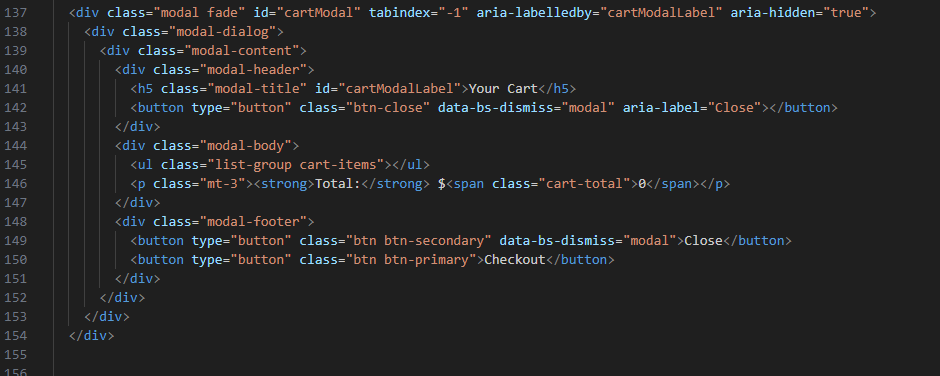 137 <div class="modal fade" id="cartModal" tabindex="-1" aria-labelledby="cartModalLabel" aria-hidden="true">
138 <div class="modal-dialog">
139 <div class="modal-content">
140 <div class="modal-header">
141 <h5 class="modal-title" id="cartModalLabel">Your Cart</h5>
142 <button type="button" class="btn-close" data-bs-dismiss="modal" aria-label="Close"></button>
143 </div>
144 <div class="modal-body">
145 <ul class="list-group cart-items"></ul>
146 <p class="mt-3"><strong>Total:</strong> $<span class="cart-total">0</span></p>
147 </div>
148 <div class="modal-footer">
149 <button type="button" class="btn btn-secondary" data-bs-dismiss="modal">Close</button>
150 <button type="button" class="btn btn-primary">Checkout</button>
151 </div>
152 </div>
153 </div>
154 </div>
155
156